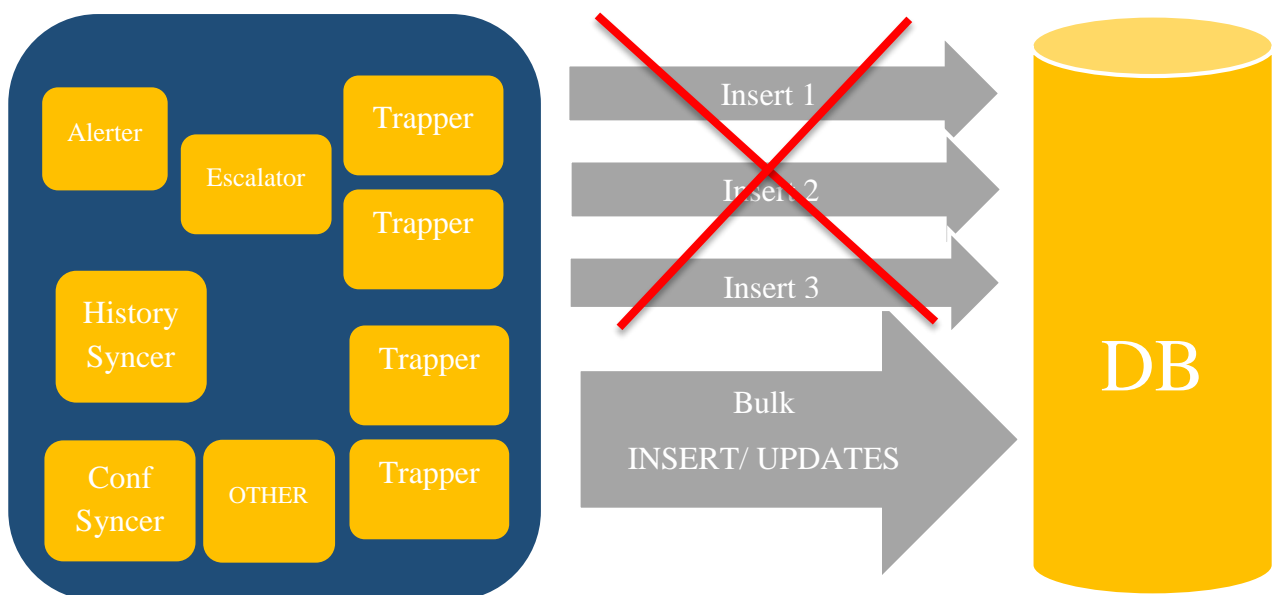 Alerter
Escalator
Trapper
Trapper
History
Syncer
Trapper
Conf
Syncer
OTHER
Trapper
Insert 1
Insert 2
Insert 3
Bulk
INSERT/ UPDATES
DB